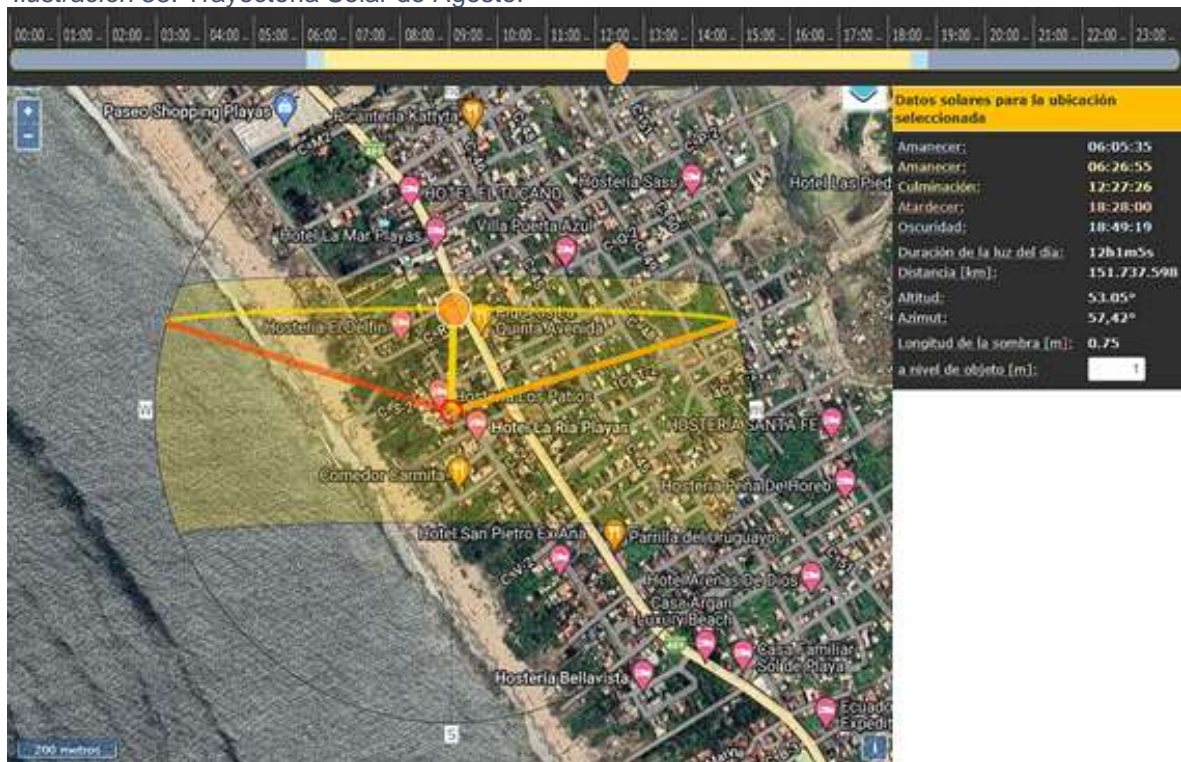 Ilustración 38. Trayectoria Solar de Agosto.
00:00 01:00 02:00 03:00 04:00 05:00 06:00 07:00 08:00 09:00 10:00 11:00 12:00 13:00 14:00 15:00 16:00 17:00 18:00 19:00 20:00 21:00 22:00 23:00
Datos solares para la ubicación
seleccionada
Amanecer: 06:05:35
Amanecer: 06:26:55
Culminación: 12:27:26
Atardecer: 18:28:00
Oscuridad: 18:49:19
Duración de la luz del día: 12h1m5s
Distancia [km]: 151.737.598
Altitud: 53.05°
Azimut: 57,42°
Longitud de la sombra [m]: 0.75
a nivel de objeto [m]: 1
+
−
Paseo Shopping Playas
Picantería Kattyta
HOTEL EL TUCANO
Hostería Sass
Hotel Las Pied
Hotel La Mar Playas
Villa Puerta Azul
Hostería El Delfín
Quinta Avenida
Hostería Los Patios
W
Hotel La Ria Playas
HOSTERIA SANTA FE
Comedor Carmita
Hostería Peña De Horeb
Hotel San Pietro Ex Ana
Parrilla del Uruguayo
Hotel Arenas De Dios
Casa Argan
Luxury Beach
Casa Familiar
Sol de Playa
Hostería Bellavista
Ecuado
Expedit
S
200 metros
i